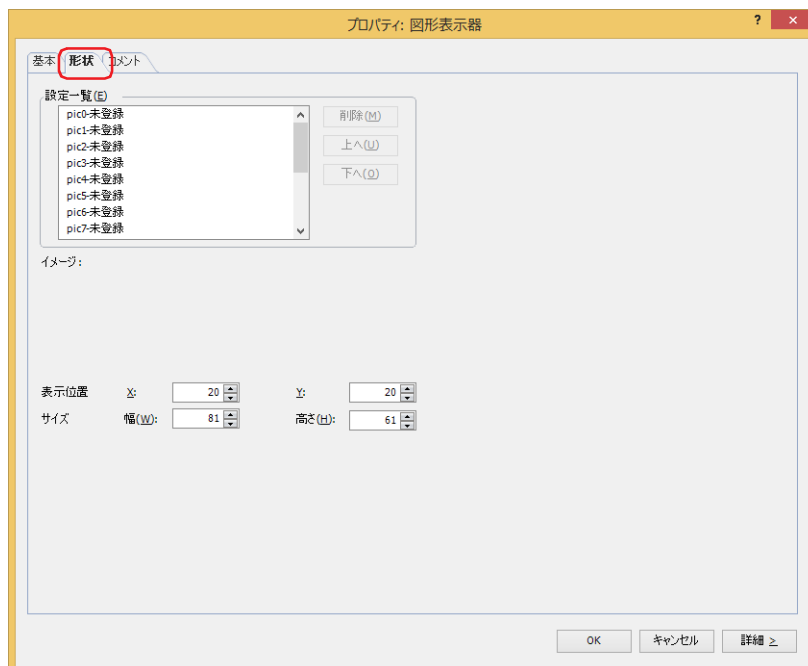 プロパティ: 図形表示器
?
×
基本 形状 コメント
設定一覧(E)
pic0-未登録
pic1-未登録
pic2-未登録
pic3-未登録
pic4-未登録
pic5-未登録
pic6-未登録
pic7-未登録
削除(M)
上へ(U)
下へ(O)
イメージ:
表示位置 X: 20 Y: 20
サイズ 幅(W): 81 高さ(H): 61
OK キャンセル 詳細 >